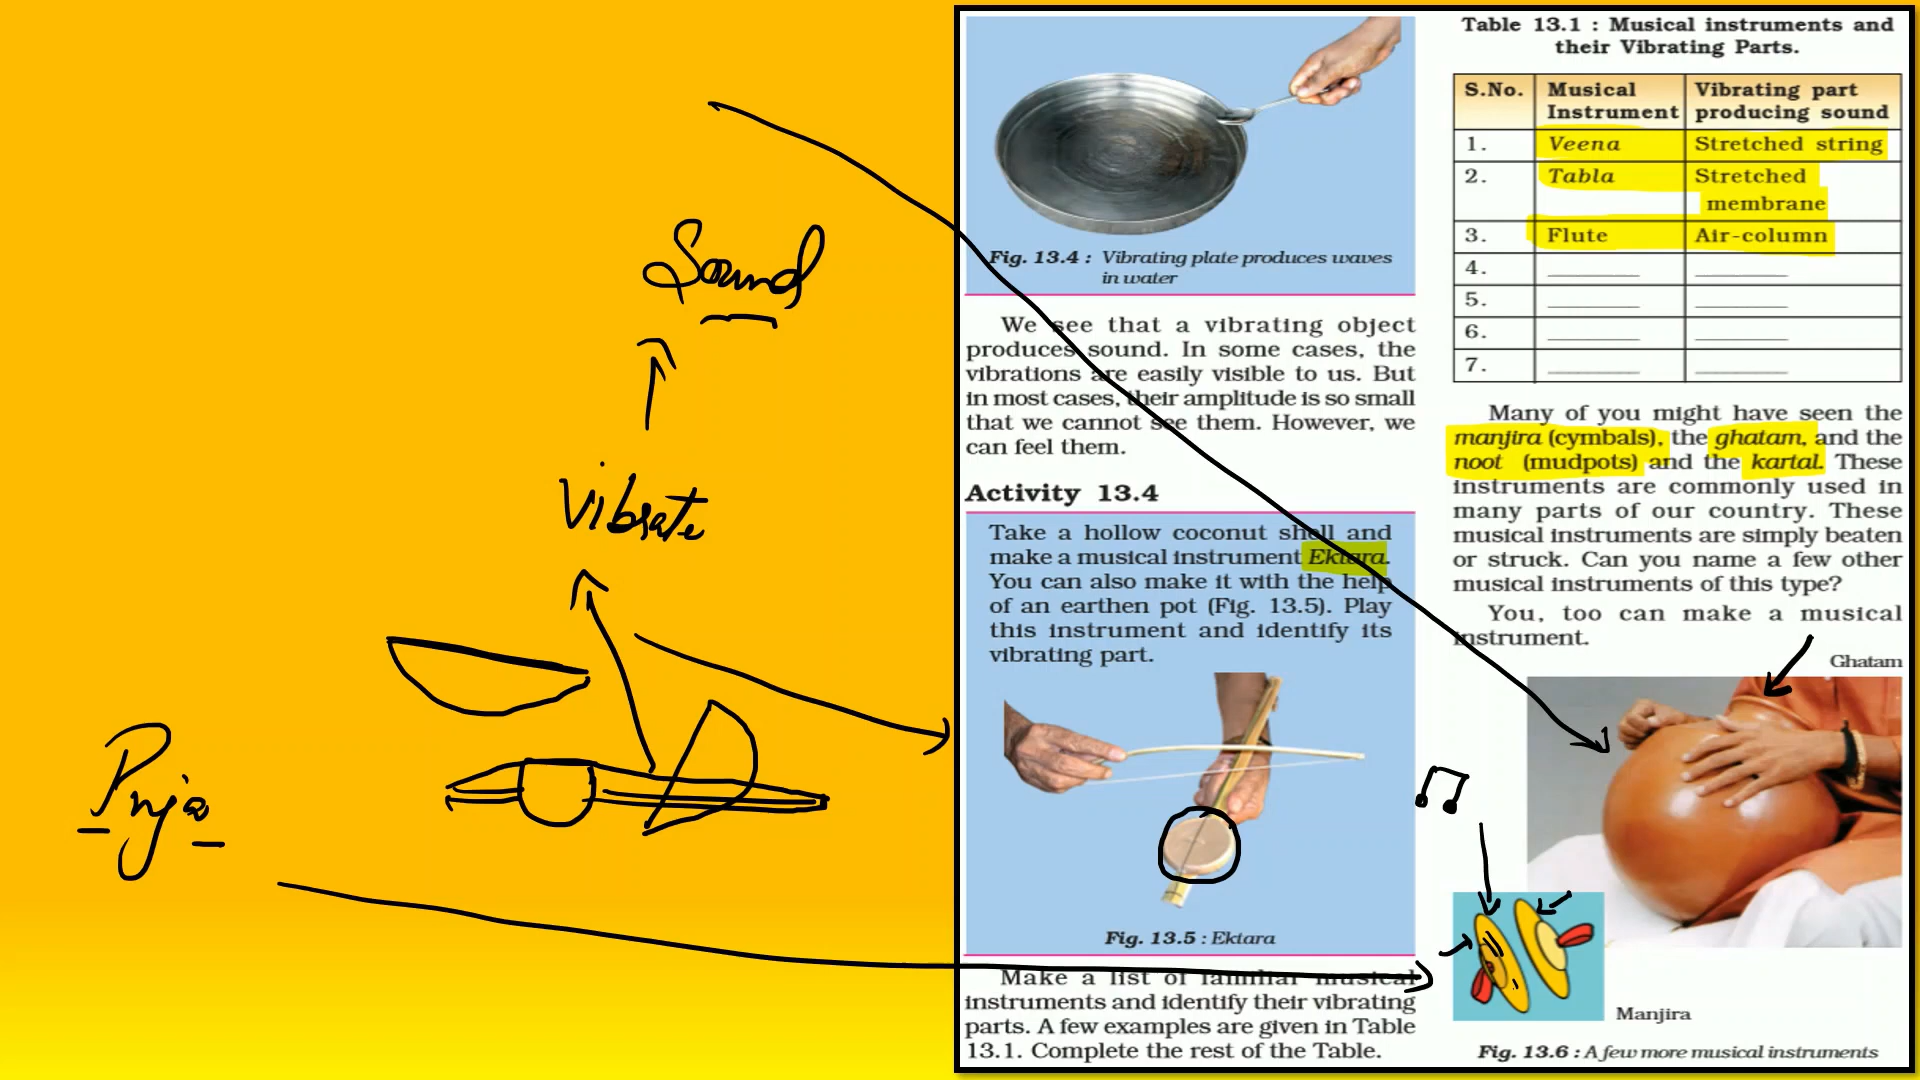 Sound
vibrate
Puja
Fig. 13.4 : Vibrating plate produces waves
in water
We see that a vibrating object
produces sound. In some cases, the
vibrations are easily visible to us. But
in most cases, their amplitude is so small
that we cannot see them. However, we
can feel them.
Activity 13.4
Take a hollow coconut shell and
make a musical instrument Ektara.
You can also make it with the help
of an earthen pot (Fig. 13.5). Play
this instrument and identify its
vibrating part.
Fig. 13.5 : Ektara
Make a list of familiar musical
instruments and identify their vibrating
parts. A few examples are given in Table
13.1. Complete the rest of the Table.
Table 13.1 : Musical instruments and
their Vibrating Parts.
S.No. Musical Instrument Vibrating part producing sound
1. Veena Stretched string
2. Tabla Stretched membrane
3. Flute Air-column
4.
5.
6.
7.
Many of you might have seen the
manjira (cymbals), the ghatam, and the
noot (mudpots) and the kartal. These
instruments are commonly used in
many parts of our country. These
musical instruments are simply beaten
or struck. Can you name a few other
musical instruments of this type?
You, too can make a musical
instrument.
Ghatam
Manjira
Fig. 13.6 : A few more musical instruments